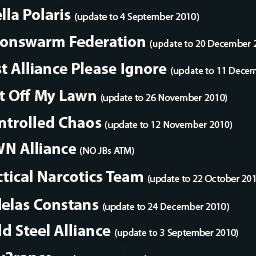 lla Polaris (update to 4 September 2010)
onswarm Federation (update to 20 December 2
st Alliance Please Ignore (update to 11 Decem
t Off My Lawn (update to 26 November 2010)
ntrolled Chaos (update to 12 November 2010)
WN Alliance (NO JBs ATM)
ctical Narcotics Team (update to 22 October 201
delas Constans (update to 24 December 2010)
ld Steel Alliance (update to 3 September 2010)